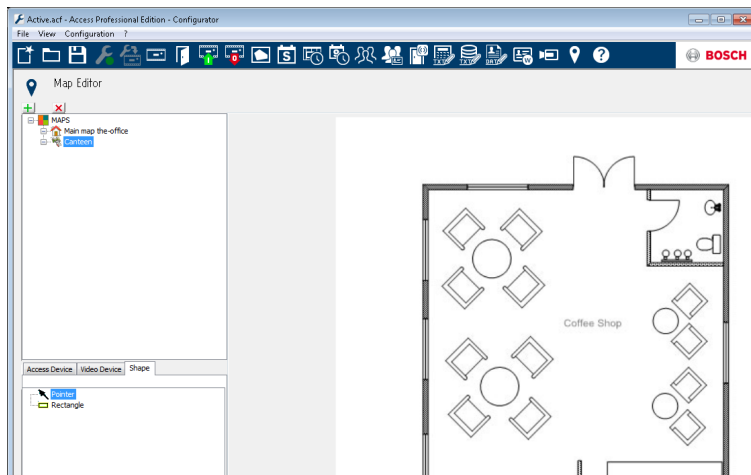 Active.acf - Access Professional Edition - Configurator
File View Configuration ?
BOSCH
Map Editor
MAPS
Main map the-office
Canteen
Coffee Shop
Access Device Video Device Shape
Pointer
Rectangle